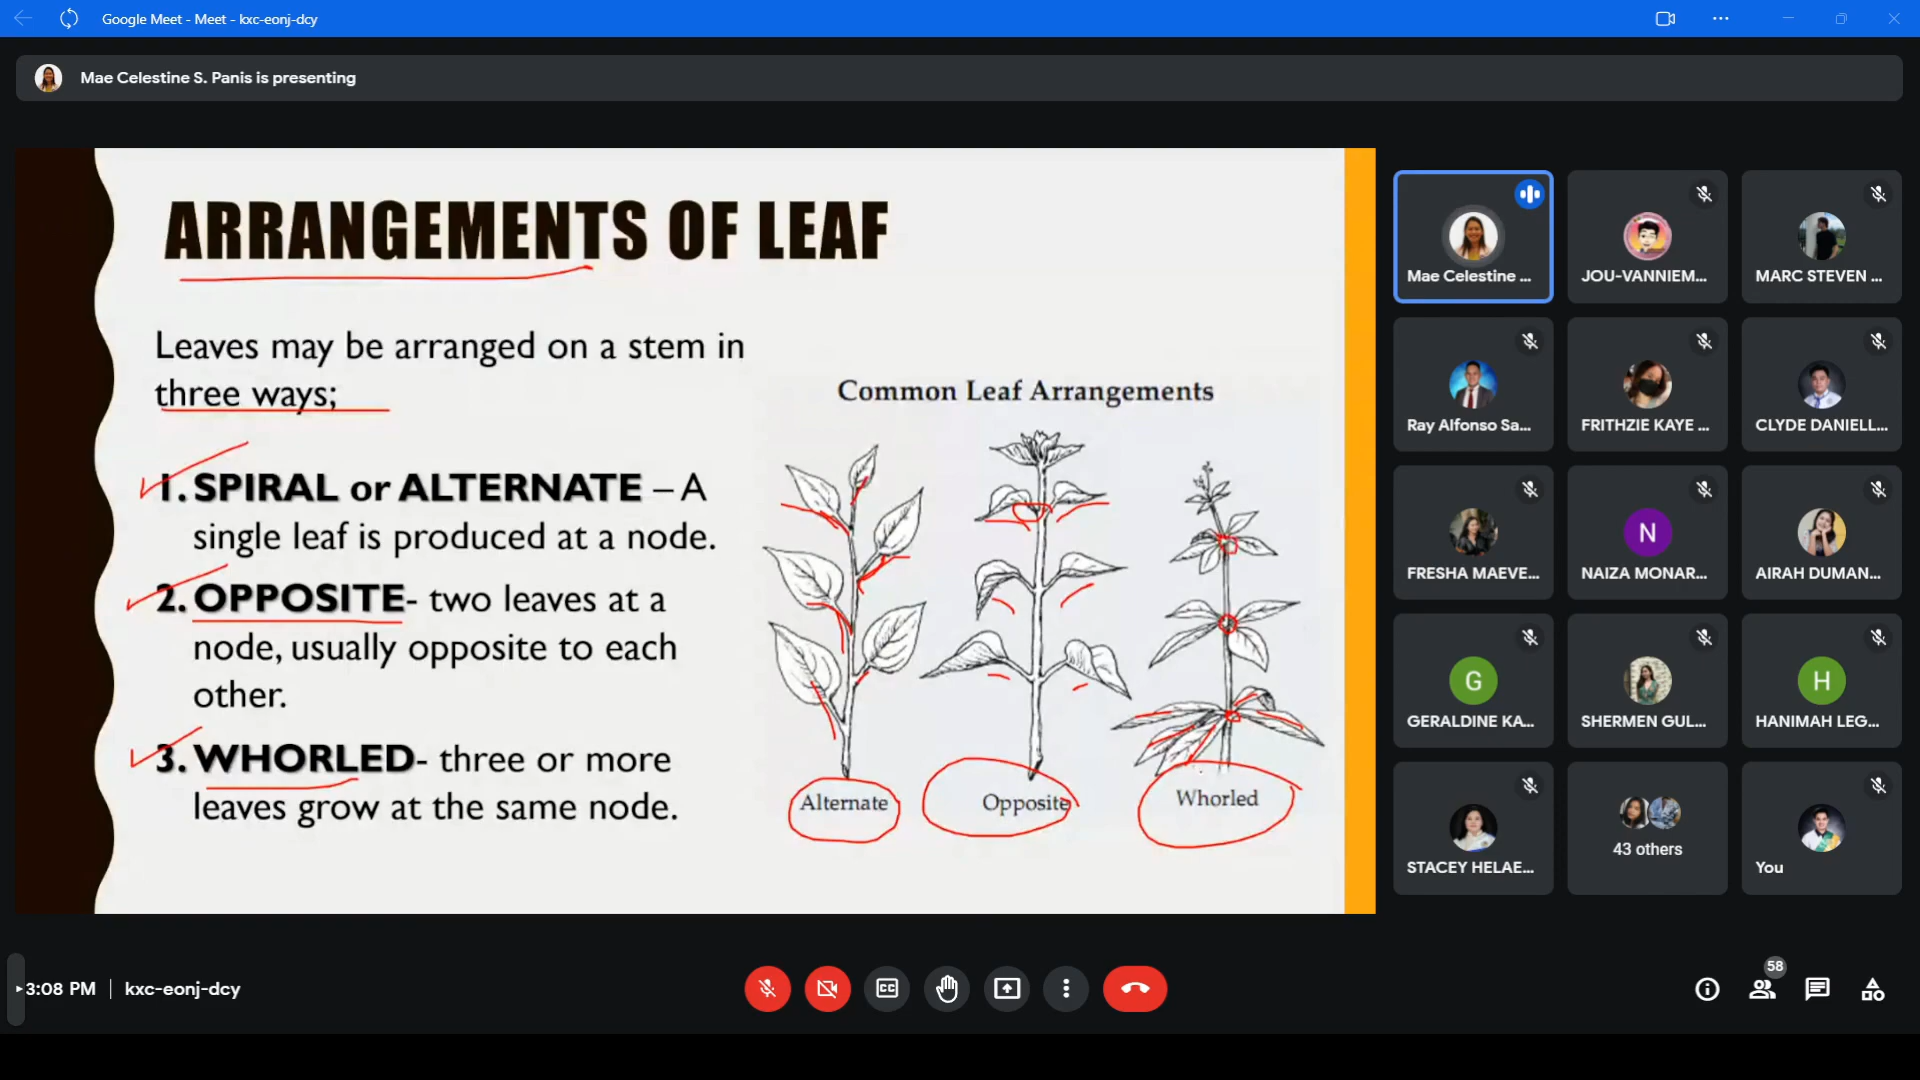 Google Meet - Meet - kxc-eonj-dcy
Mae Celestine S. Panis is presenting
ARRANGEMENTS OF LEAF
Leaves may be arranged on a stem in
three ways;
1. SPIRAL or ALTERNATE – A
single leaf is produced at a node.
2. OPPOSITE- two leaves at a
node, usually opposite to each
other.
3. WHORLED- three or more
leaves grow at the same node.
Common Leaf Arrangements
Alternate
Opposite
Whorled
Mae Celestine ...
JOU-VANNIEM...
MARC STEVEN ...
Ray Alfonso Sa...
FRITHZIE KAYE ...
CLYDE DANIELL...
FRESHA MAEVE...
N
NAIZA MONAR...
AIRAH DUMAN...
G
GERALDINE KA...
SHERMEN GUL...
H
HANIMAH LEG...
STACEY HELAE...
43 others
You
3:08 PM | kxc-eonj-dcy
CC
58